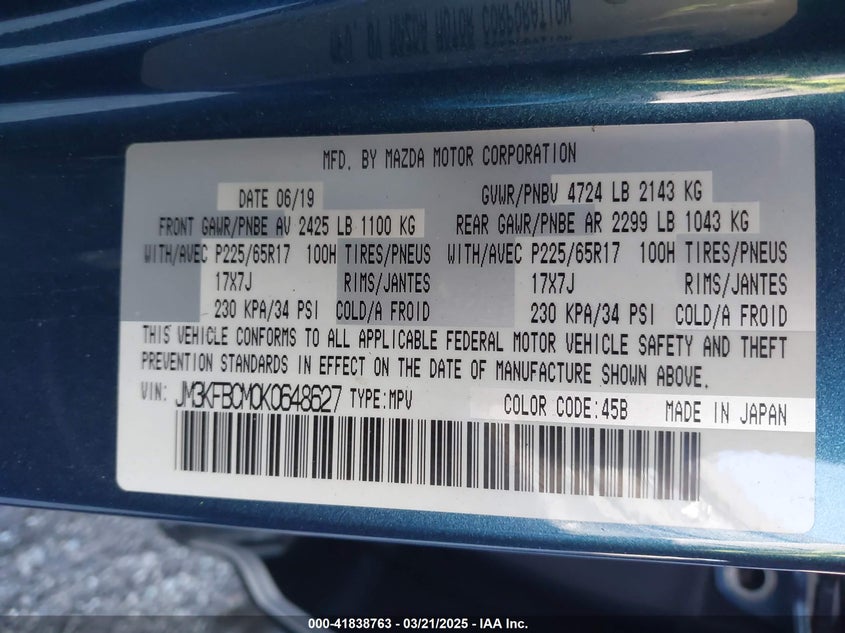 MFD. BY MAZDA MOTOR CORPORATION
DATE 06/19 GVWR/PNBV 4724 LB 2143 KG
FRONT GAWR/PNBE AV 2425 LB 1100 KG REAR GAWR/PNBE AR 2299 LB 1043 KG
WITH/AVEC P225/65R17 100H TIRES/PNEUS WITH/AVEC P225/65R17 100H TIRES/PNEUS
17X7J RIMS/JANTES 17X7J RIMS/JANTES
230 KPA/34 PSI COLD/A FROID 230 KPA/34 PSI COLD/A FROID
THIS VEHICLE CONFORMS TO ALL APPLICABLE FEDERAL MOTOR VEHICLE SAFETY AND THEFT
PREVENTION STANDARDS IN EFFECT ON THE DATE OF MANUFACTURE SHOWN ABOVE.
VIN: JM3KFBCM0K0648627 TYPE:MPV COLOR CODE:45B MADE IN JAPAN
000-41838763 / 03/21/2025 - IAA Inc.